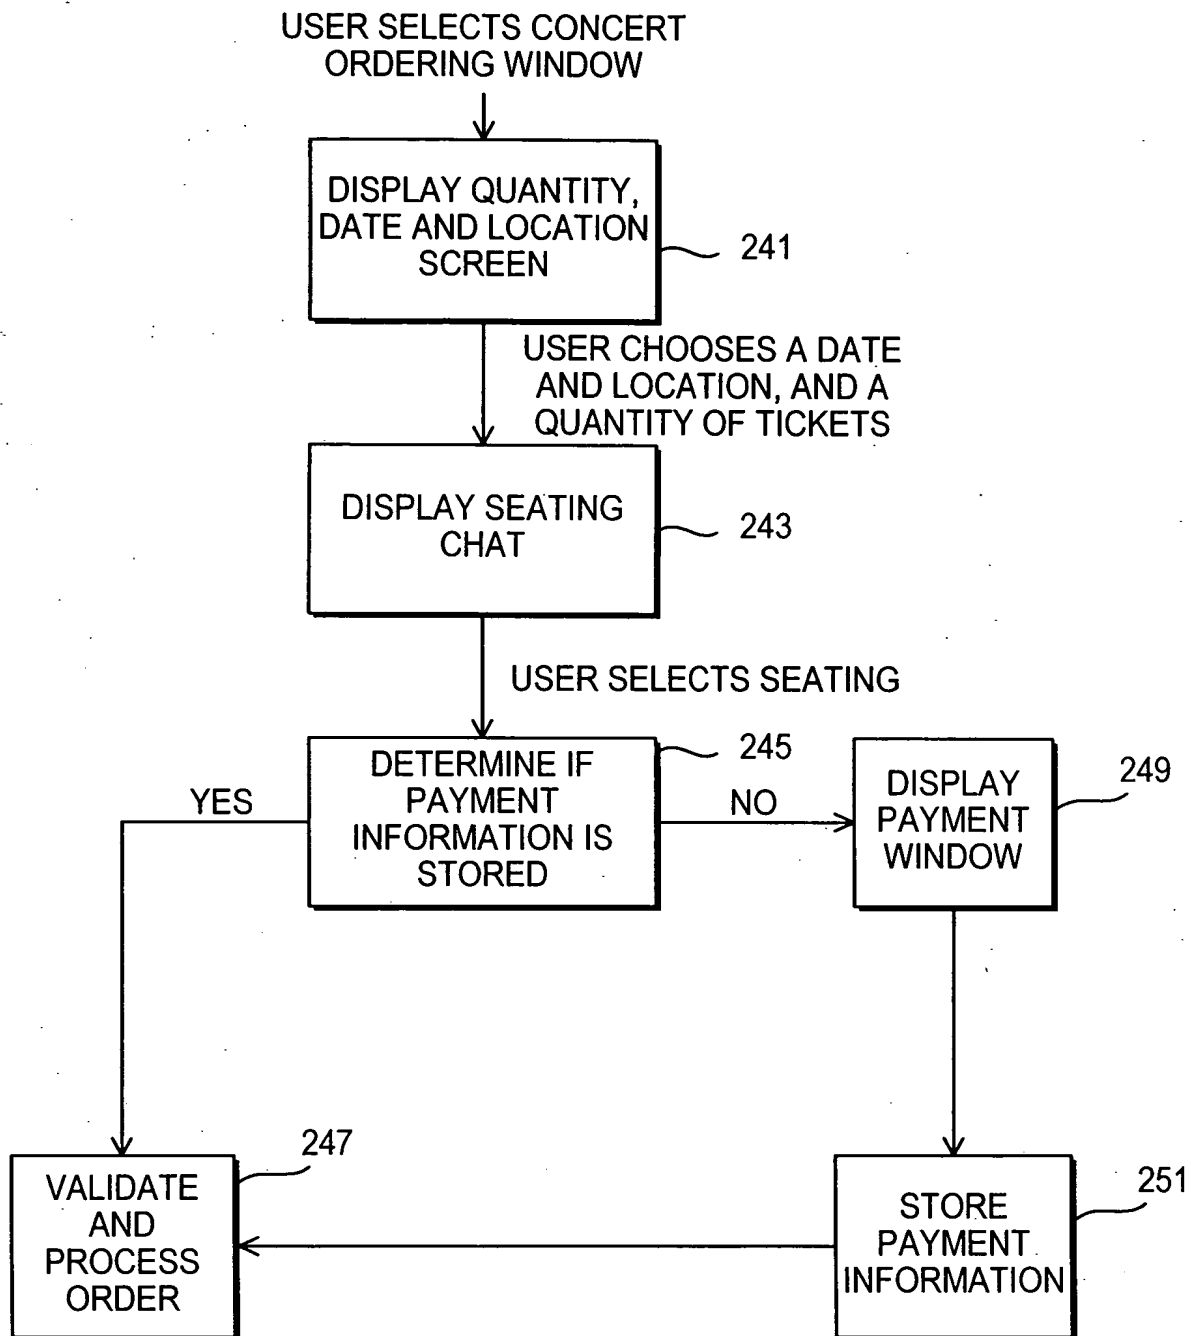 USER SELECTS CONCERT
ORDERING WINDOW
DISPLAY QUANTITY,
DATE AND LOCATION
SCREEN
241
USER CHOOSES A DATE
AND LOCATION, AND A
QUANTITY OF TICKETS
DISPLAY SEATING
CHAT
243
USER SELECTS SEATING
DETERMINE IF
PAYMENT
INFORMATION IS
STORED
245
YES
NO
DISPLAY
PAYMENT
WINDOW
249
VALIDATE
AND
PROCESS
ORDER
247
STORE
PAYMENT
INFORMATION
251